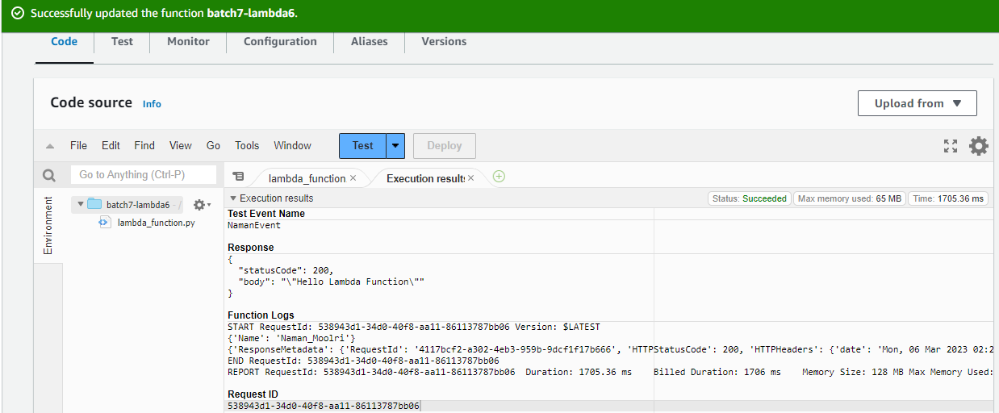 Successfully updated the function batch7-lambda6.
Code Test Monitor Configuration Aliases Versions
Code source Info
Upload from
File Edit Find View Go Tools Window Test Deploy
Go to Anything (Ctrl-P)
lambda_function × Execution results ×
Environment
batch7-lambda6 - /
lambda_function.py
Execution results
Status: Succeeded Max memory used: 65 MB Time: 1705.36 ms
Test Event Name
NamanEvent
Response
{
"statusCode": 200,
"body": "\"Hello Lambda Function\""
}
Function Logs
START RequestId: 538943d1-34d0-40f8-aa11-86113787bb06 Version: $LATEST
{'Name': 'Naman_Moolri'}
{'ResponseMetadata': {'RequestId': '4117bcf2-a302-4eb3-959b-9dcf1f17b666', 'HTTPStatusCode': 200, 'HTTPHeaders': {'date': 'Mon, 06 Mar 2023 02:2
END RequestId: 538943d1-34d0-40f8-aa11-86113787bb06
REPORT RequestId: 538943d1-34d0-40f8-aa11-86113787bb06 Duration: 1705.36 ms Billed Duration: 1706 ms Memory Size: 128 MB Max Memory Used:
Request ID
538943d1-34d0-40f8-aa11-86113787bb06